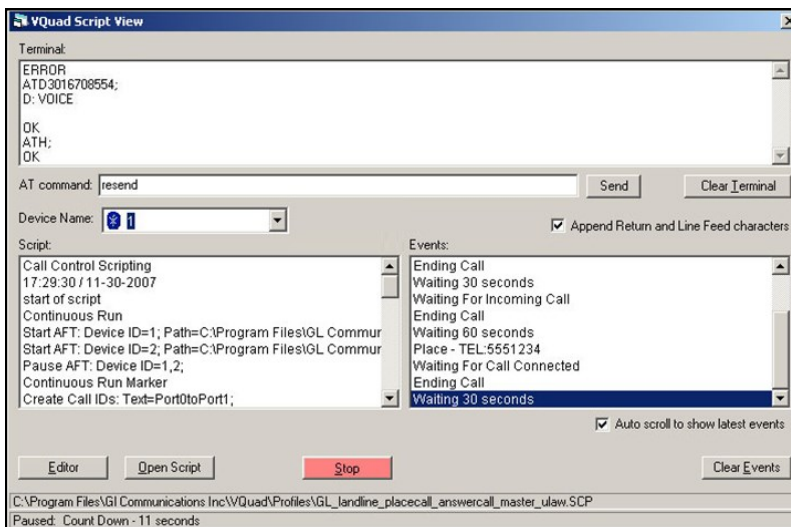 VQuad Script View
Terminal:
ERROR
ATD3016708554;
D: VOICE
OK
ATH;
OK
AT command: resend
Send
Clear Terminal
Device Name: 1
Append Return and Line Feed characters
Script:
Call Control Scripting
17:29:30 / 11-30-2007
start of script
Continuous Run
Start AFT: Device ID=1; Path=C:\Program Files\GL Commur
Start AFT: Device ID=2; Path=C:\Program Files\GL Commur
Pause AFT: Device ID=1,2;
Continuous Run Marker
Create Call IDs: Text=Port0toPort1;
Events:
Ending Call
Waiting 30 seconds
Waiting For Incoming Call
Ending Call
Waiting 60 seconds
Place - TEL:5551234
Waiting For Call Connected
Ending Call
Waiting 30 seconds
Auto scroll to show latest events
Editor
Open Script
Stop
Clear Events
C:\Program Files\Gl Communications Inc\VQuad\Profiles\GL_landline_placecall_answercall_master_ulaw.SCP
Paused: Count Down - 11 seconds